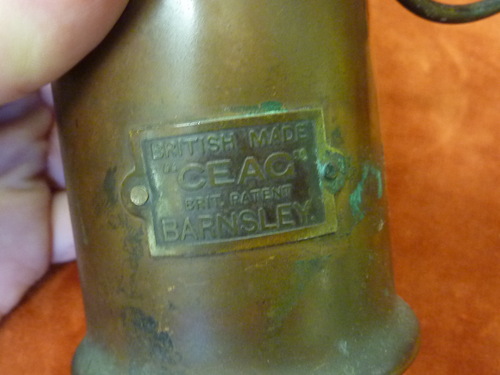 BRITISH MADE
"CEAG"
BRIT. PATENT
BARNSLEY.